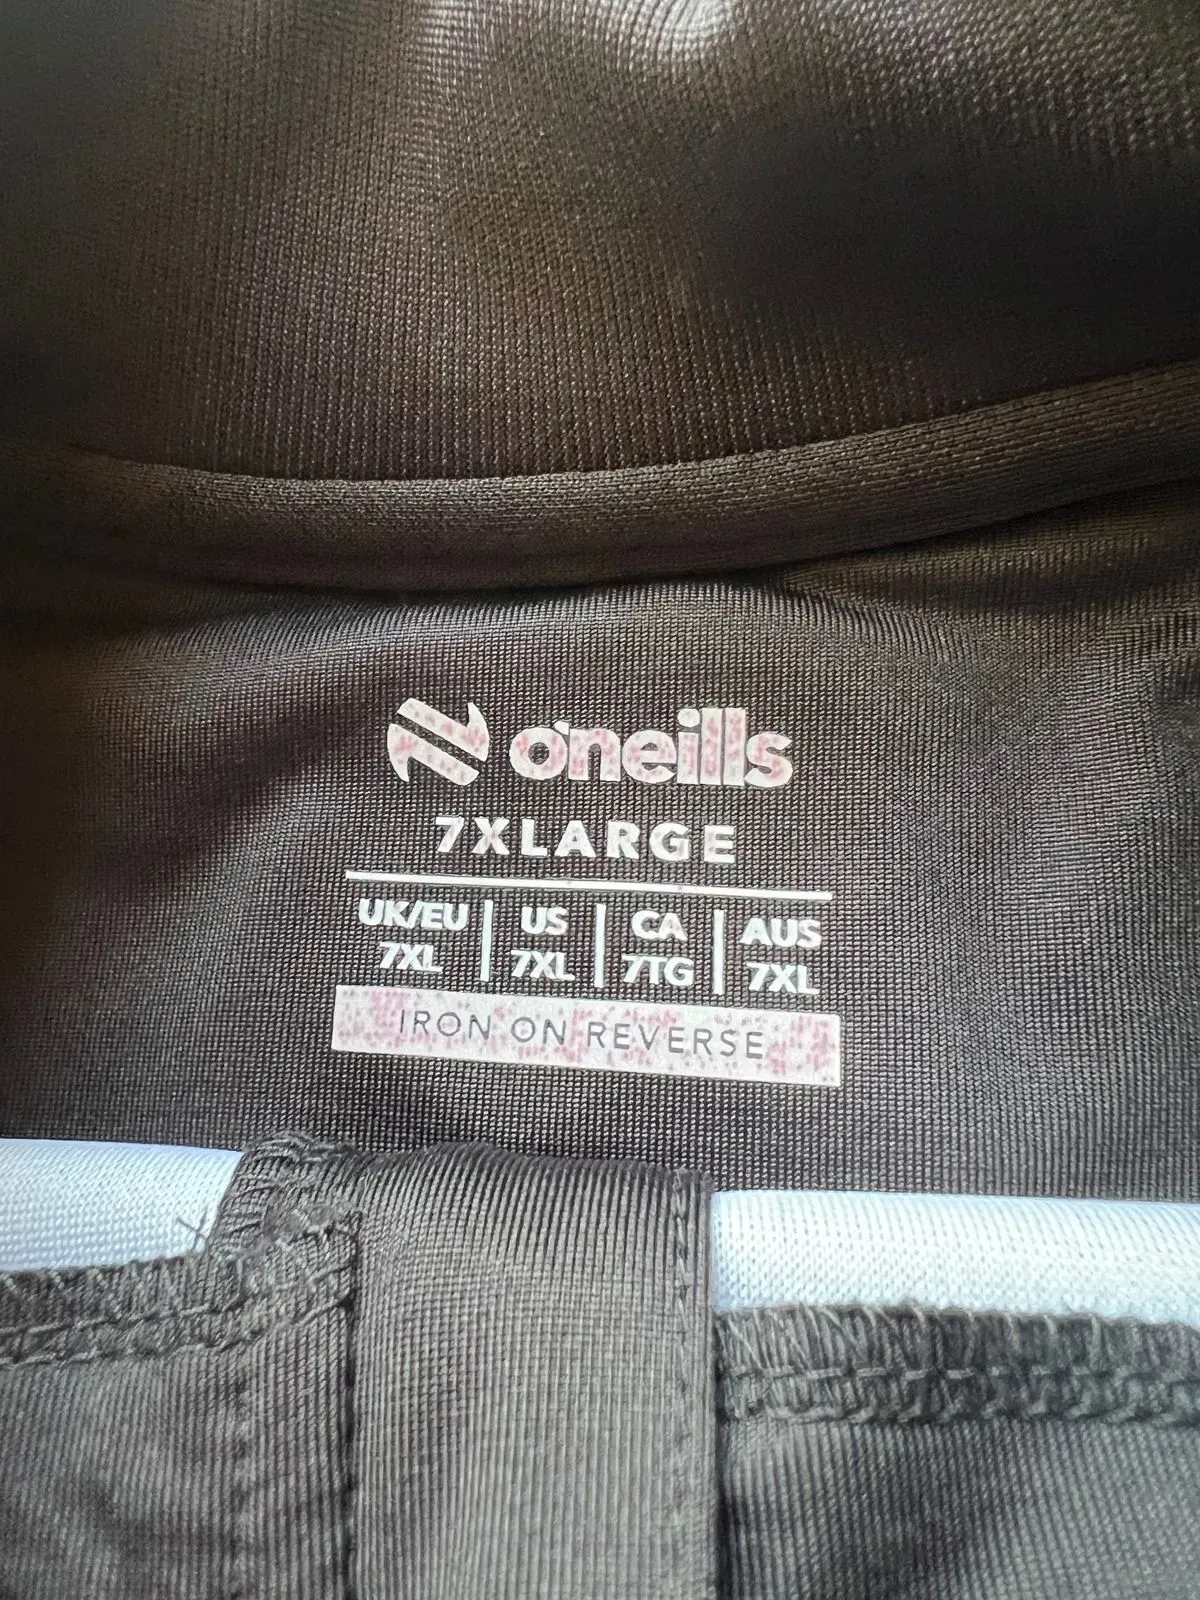 o'neills
7XLARGE
UK/EU | US | CA | AUS
7XL | 7XL | 7TG | 7XL
IRON ON REVERSE